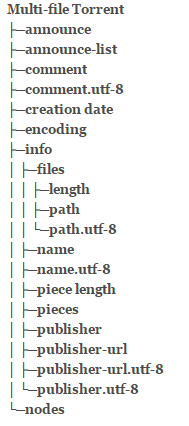 Multi-file Torrent
├─announce
├─announce-list
├─comment
├─comment.utf-8
├─creation date
├─encoding
├─info
│ ├─files
│ │ ├─length
│ │ ├─path
│ │ └─path.utf-8
│ ├─name
│ ├─name.utf-8
│ ├─piece length
│ ├─pieces
│ ├─publisher
│ ├─publisher-url
│ ├─publisher-url.utf-8
│ └─publisher.utf-8
└─nodes